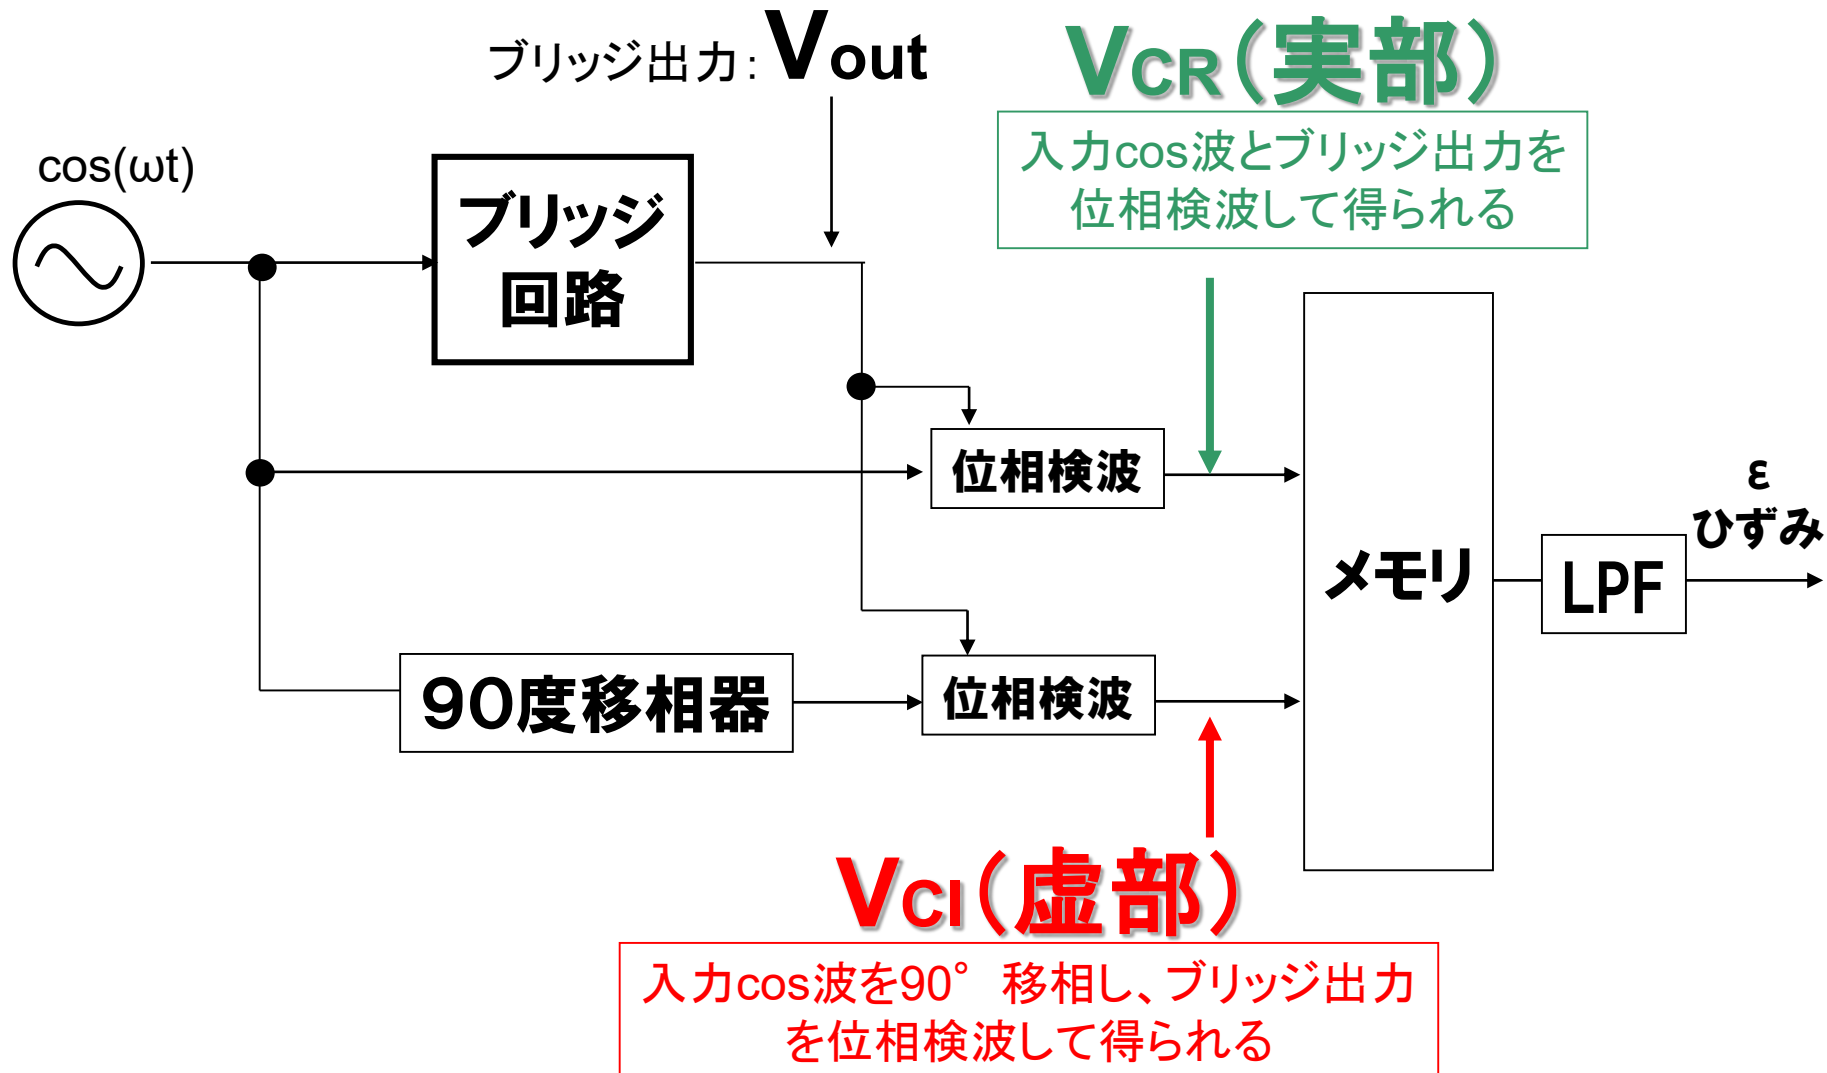 ブリッジ出力：Vout
VCR（実部）
入力cos波とブリッジ出力を
位相検波して得られる
cos(ωt)
ブリッジ
回路
位相検波
ε
ひずみ
メモリ
LPF
９０度移相器
位相検波
VCI（虚部）
入力cos波を90°移相し、ブリッジ出力
を位相検波して得られる